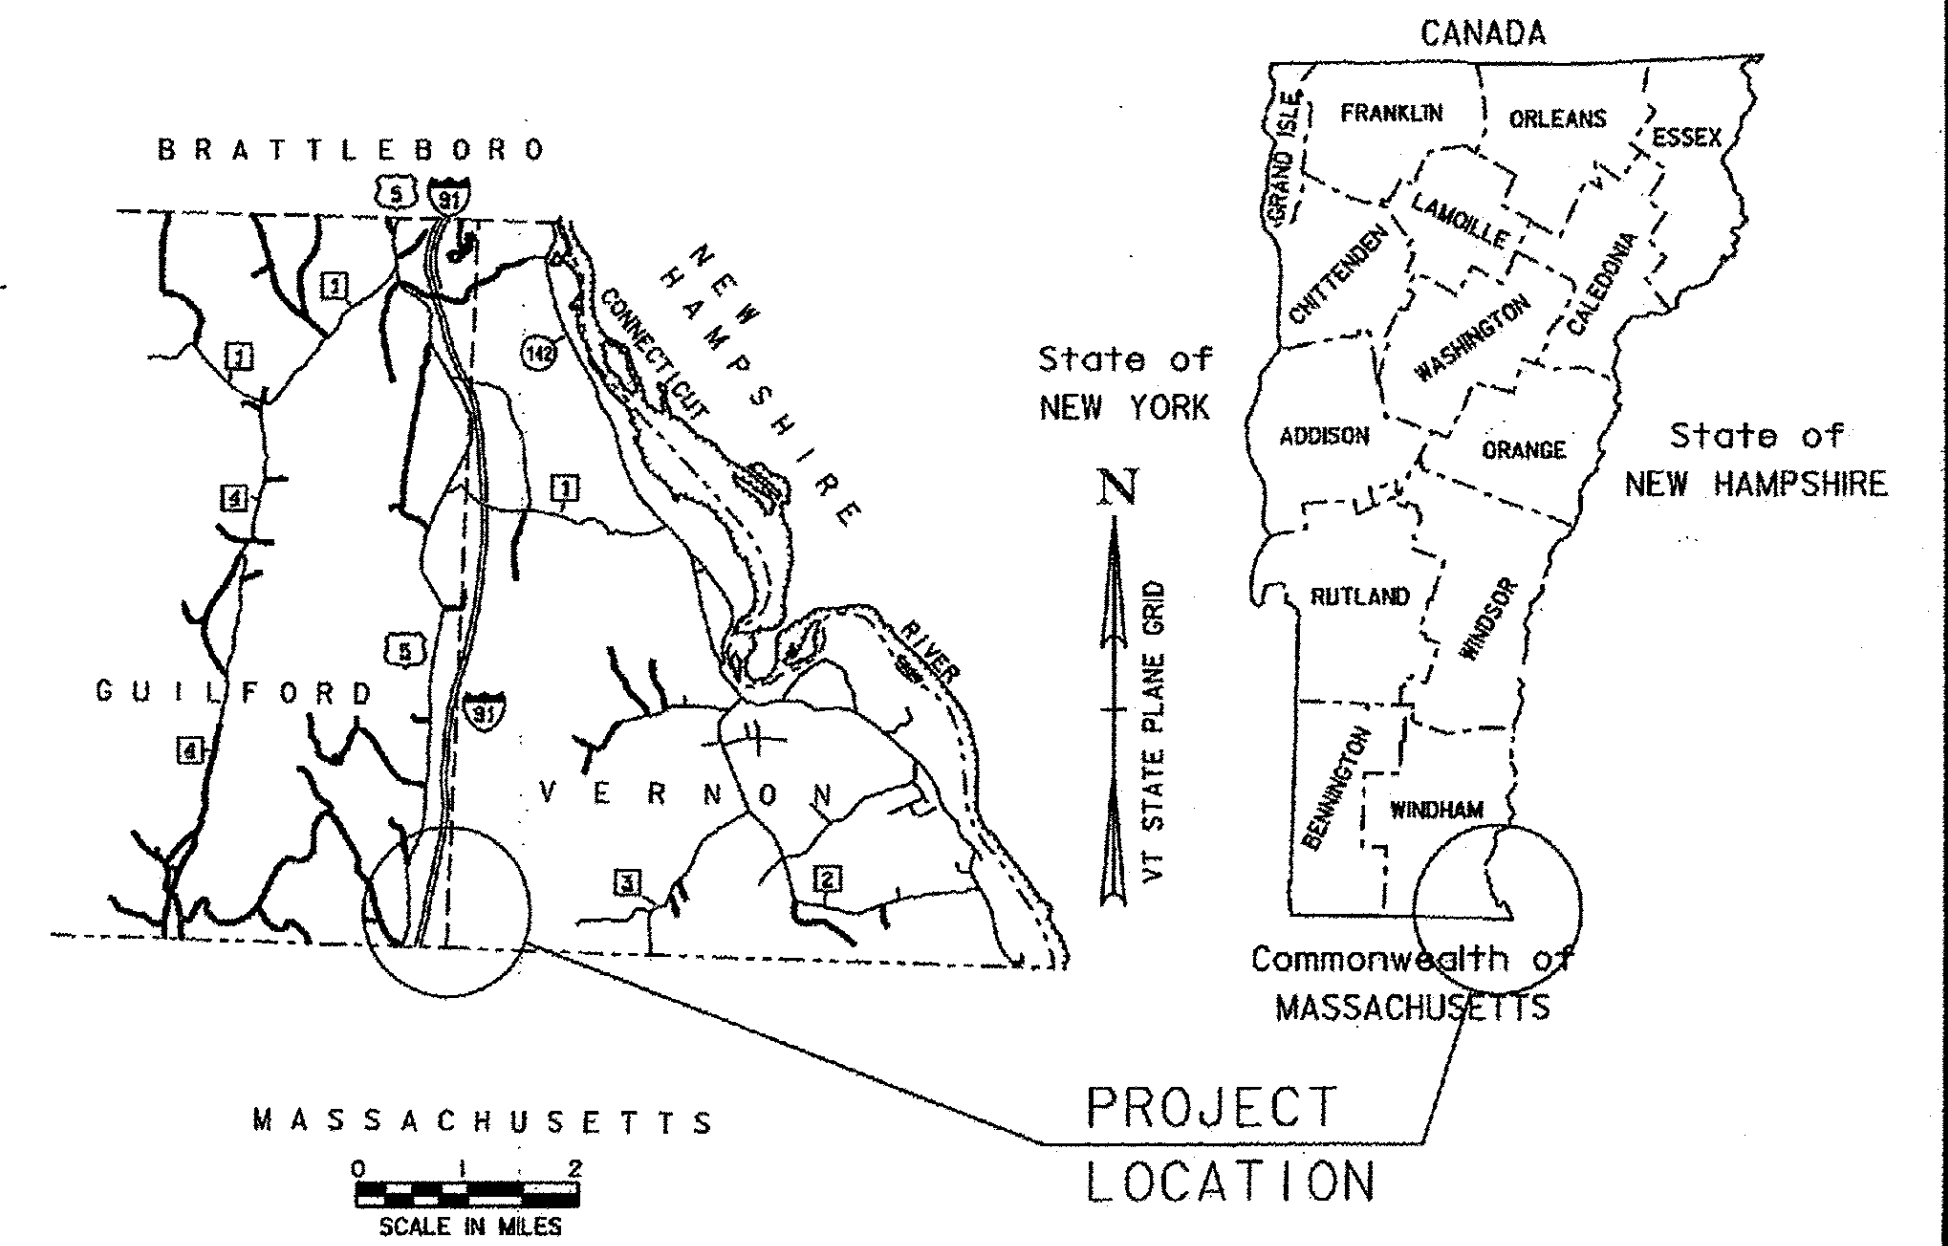 CANADA
GRAND ISLE
FRANKLIN
ORLEANS
ESSEX
LAMOILLE
CHITTENDEN
CALEDONIA
WASHINGTON
State of
NEW YORK
ADDISON
ORANGE
State of
NEW HAMPSHIRE
RUTLAND
WINDSOR
BENNINGTON
WINDHAM
Commonwealth of
MASSACHUSETTS
BRATTLEBORO
5
91
NEW
HAMPSHIRE
CONNECTICUT
1
1
142
4
1
5
RIVER
GUILFORD
91
4
VERNON
3
2
N
VT STATE PLANE GRID
MASSACHUSETTS
0 1 2
SCALE IN MILES
PROJECT
LOCATION